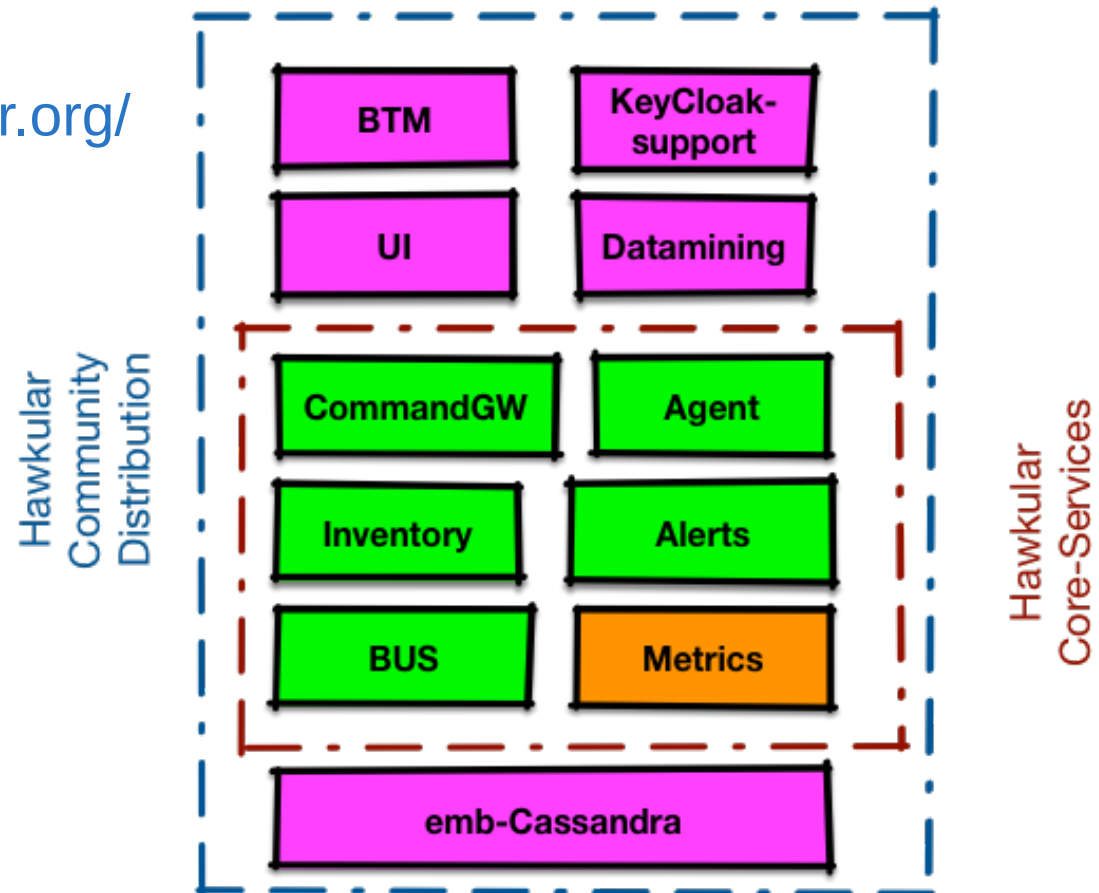 r.org/
BTM
KeyCloak-
support
UI
Datamining
Hawkular
Community
Distribution
CommandGW
Agent
Inventory
Alerts
BUS
Metrics
Hawkular
Core-Services
emb-Cassandra